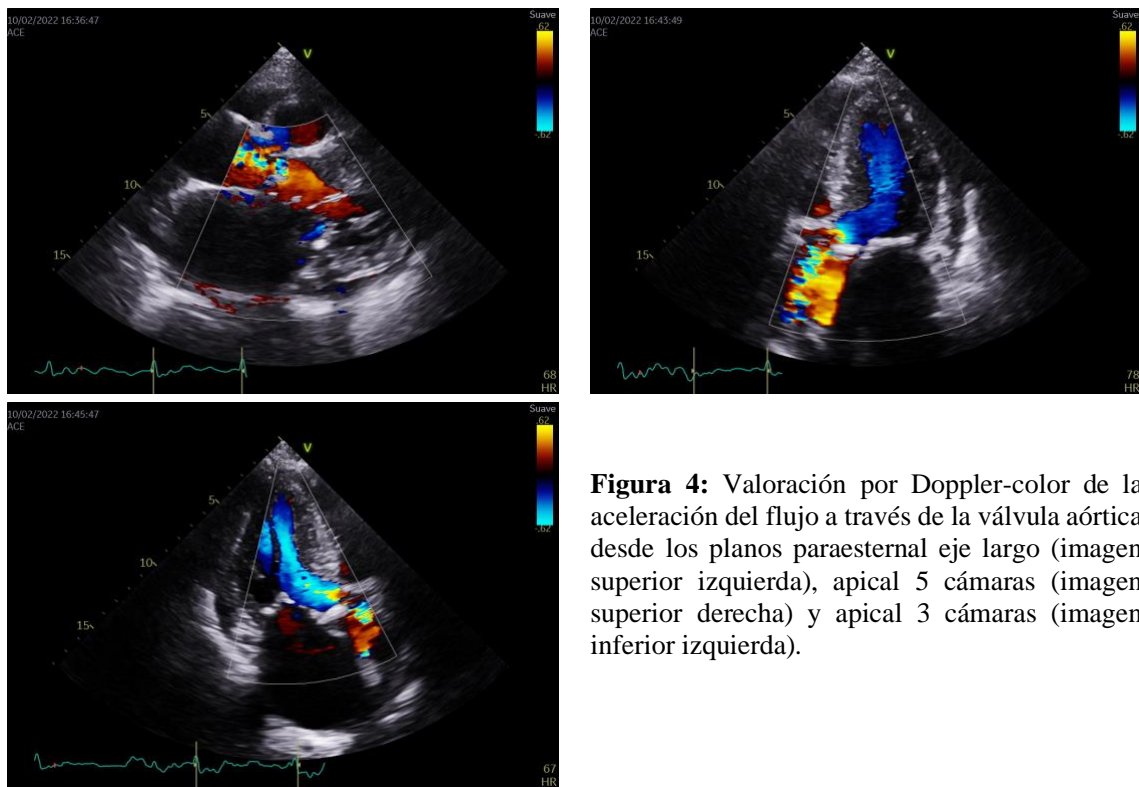 10/02/2022 16:36:47
ACE
Suave
.62
-.62
V
5
10
15
68
HR
10/02/2022 16:43:49
ACE
Suave
.62
-.62
V
5
10
15
78
HR
10/02/2022 16:45:47
ACE
Suave
.62
-.62
V
5
10
15
67
HR
Figura 4: Valoración por Doppler-color de la
aceleración del flujo a través de la válvula aórtica
desde los planos paraesternal eje largo (imagen
superior izquierda), apical 5 cámaras (imagen
superior derecha) y apical 3 cámaras (imagen
inferior izquierda).